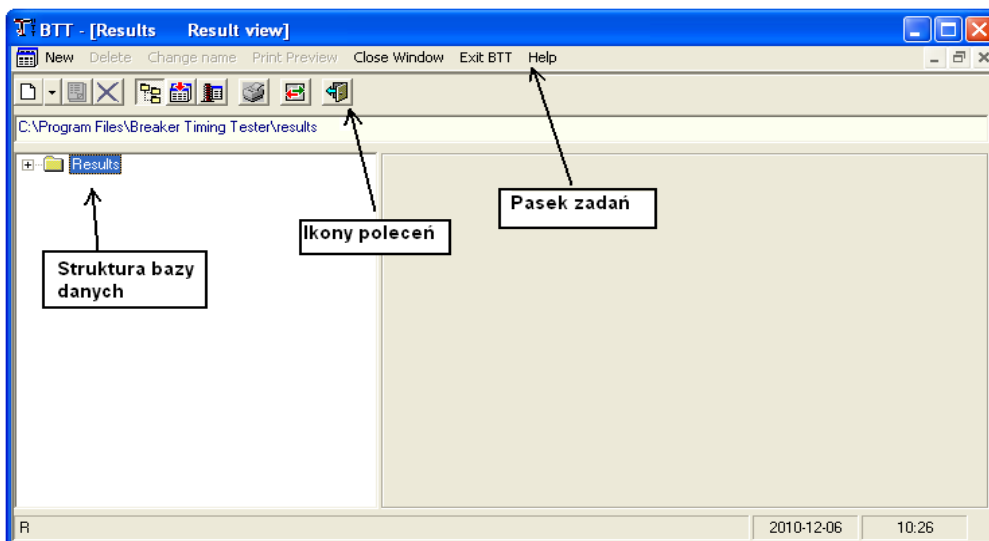 BTT - [Results Result view]
New Delete Change name Print Preview Close Window Exit BTT Help
C:\Program Files\Breaker Timing Tester\results
Results
Pasek zadań
Ikony poleceń
Struktura bazy
danych
R 2010-12-06 10:26